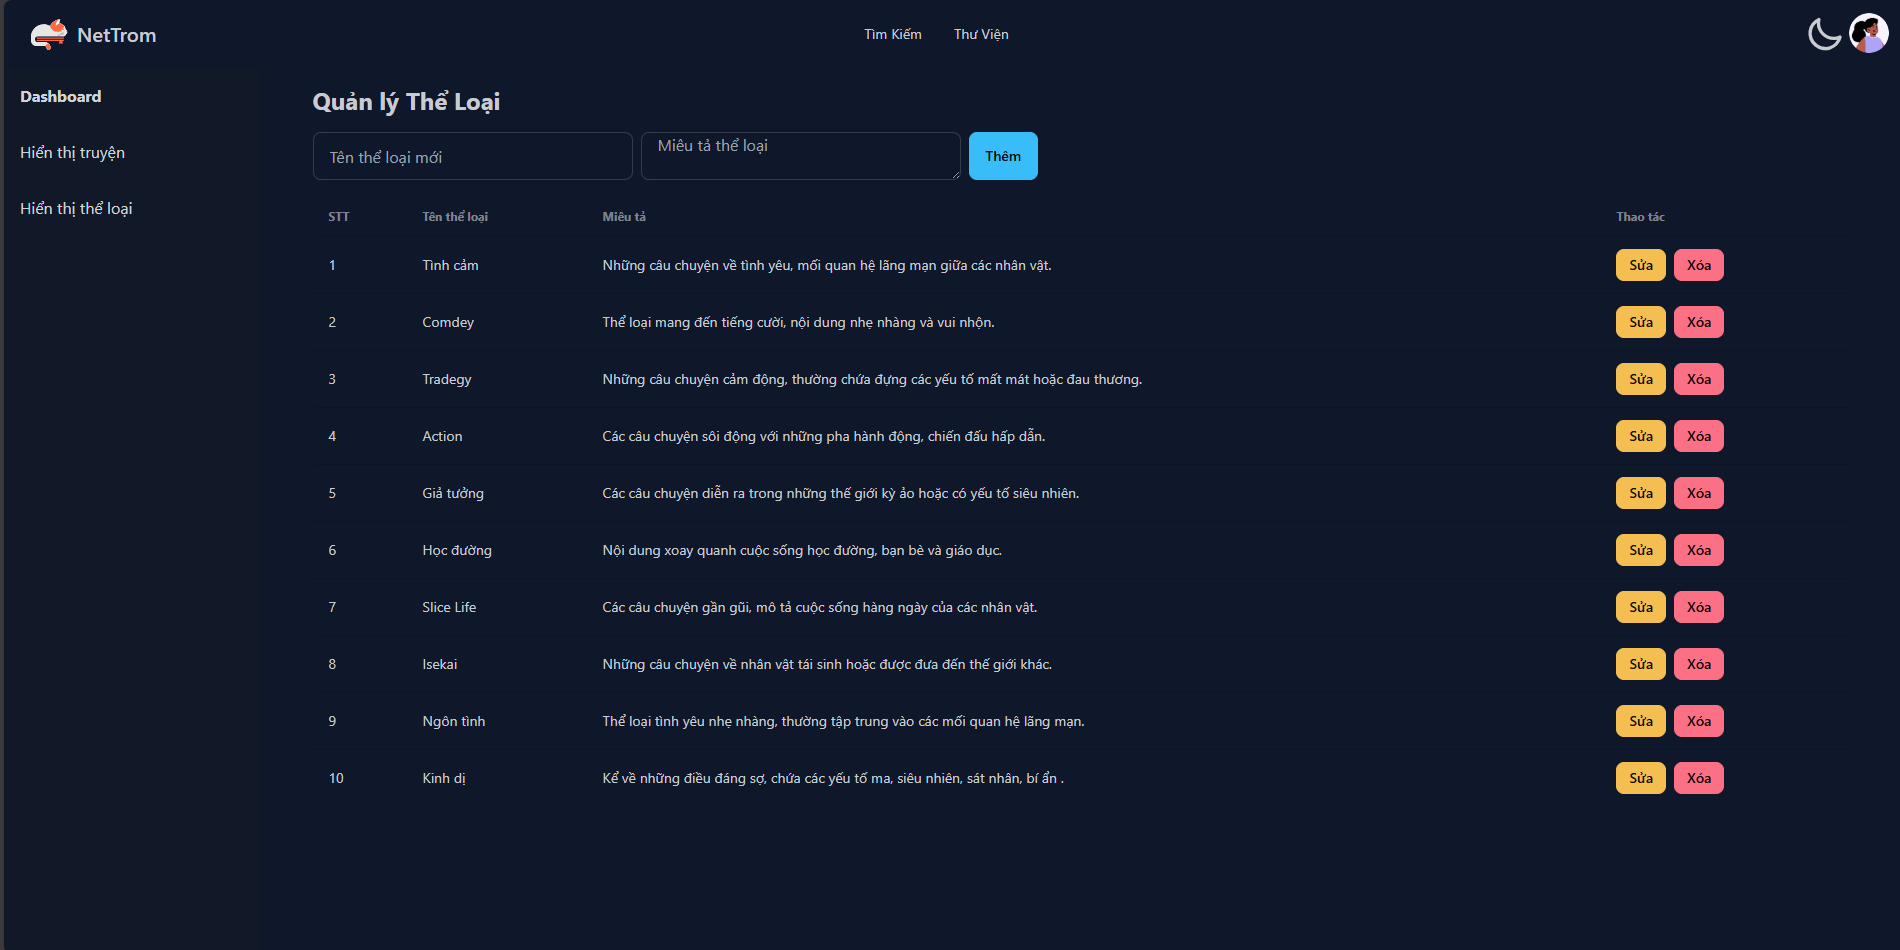 NetTrom
Tìm Kiếm Thư Viện
Dashboard
Hiển thị truyện
Hiển thị thể loại
Quản lý Thể Loại
Tên thể loại mới Miêu tả thể loại Thêm
STT Tên thể loại Miêu tả Thao tác
1 Tình cảm Những câu chuyện về tình yêu, mối quan hệ lãng mạn giữa các nhân vật. Sửa Xóa
2 Comdey Thể loại mang đến tiếng cười, nội dung nhẹ nhàng và vui nhộn. Sửa Xóa
3 Tradegy Những câu chuyện cảm động, thường chứa đựng các yếu tố mất mát hoặc đau thương. Sửa Xóa
4 Action Các câu chuyện sôi động với những pha hành động, chiến đấu hấp dẫn. Sửa Xóa
5 Giả tưởng Các câu chuyện diễn ra trong những thế giới kỳ ảo hoặc có yếu tố siêu nhiên. Sửa Xóa
6 Học đường Nội dung xoay quanh cuộc sống học đường, bạn bè và giáo dục. Sửa Xóa
7 Slice Life Các câu chuyện gần gũi, mô tả cuộc sống hàng ngày của các nhân vật. Sửa Xóa
8 Isekai Những câu chuyện về nhân vật tái sinh hoặc được đưa đến thế giới khác. Sửa Xóa
9 Ngôn tình Thể loại tình yêu nhẹ nhàng, thường tập trung vào các mối quan hệ lãng mạn. Sửa Xóa
10 Kinh dị Kể về những điều đáng sợ, chứa các yếu tố ma, siêu nhiên, sát nhân, bí ẩn . Sửa Xóa